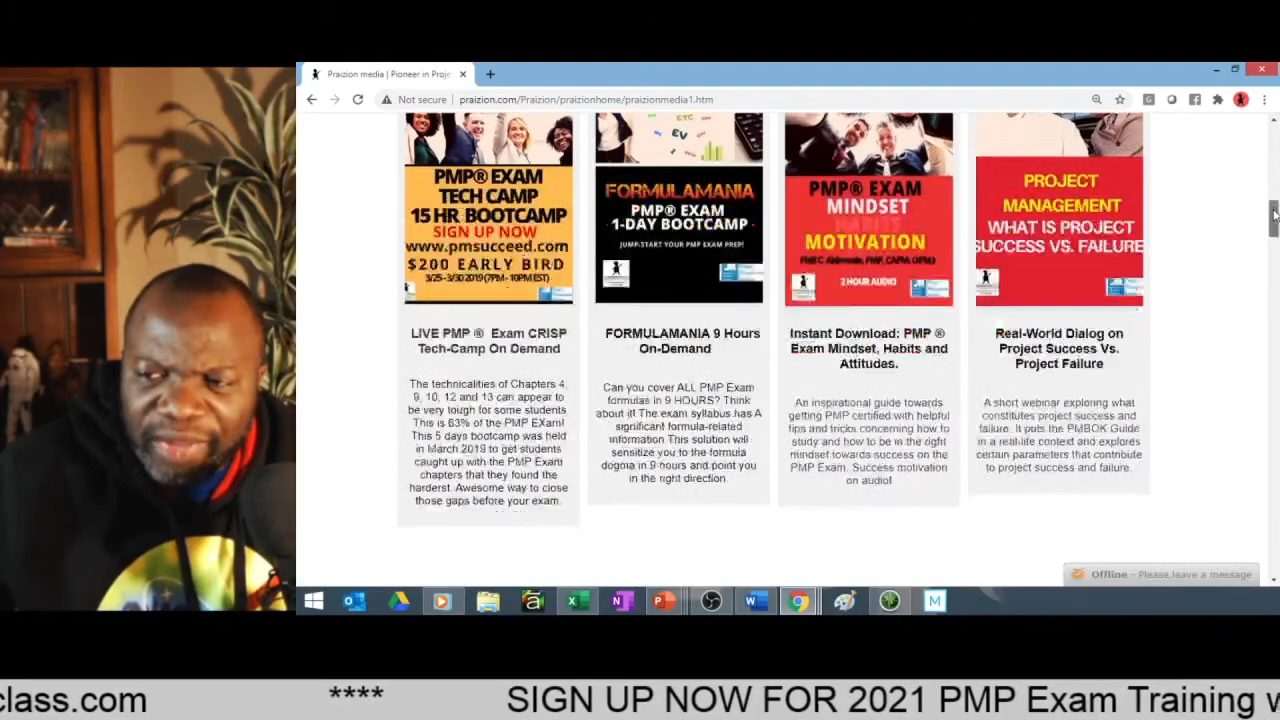 Praizion media | Pioneer in Proje
Not secure | praizion.com/Praizion/praizionhome/praizionmedia1.htm
PMP® EXAM
TECH CAMP
15 HR BOOTCAMP
SIGN UP NOW
www.pmsucceed.com
$200 EARLY BIRD
3/25 - 3/30 2019 (7PM - 10PM EST)
ETC
EV
FORMULAMANIA
PMP® EXAM
1-DAY BOOTCAMP
JUMP-START YOUR PMP EXAM PREP!
PMP® EXAM
MINDSET
HABITS
MOTIVATION
2 HOUR AUDIO
PROJECT
MANAGEMENT
WHAT IS PROJECT
SUCCESS VS. FAILURE
LIVE PMP ® Exam CRISP
Tech-Camp On Demand
The technicalities of Chapters 4,
9, 10, 12 and 13 can appear to
be very tough for some students
This is 63% of the PMP EXam!
This 5 days bootcamp was held
in March 2019 to get students
caught up with the PMP Exam
chapters that they found the
hardest. Awesome way to close
those gaps before your exam.
FORMULAMANIA 9 Hours
On-Demand
Can you cover ALL PMP Exam
formulas in 9 HOURS? Think
about it! The exam syllabus has A
significant formula-related
information This solution will
sensitize you to the formula
dogma in 9 hours and point you
in the right direction.
Instant Download: PMP ®
Exam Mindset, Habits and
Attitudes.
An inspirational guide towards
getting PMP certified with helpful
tips and tricks concerning how to
study and how to be in the right
mindset towards success on the
PMP Exam. Success motivation
on audio!
Real-World Dialog on
Project Success Vs.
Project Failure
A short webinar exploring what
constitutes project success and
failure. It puts the PMBOK Guide
in a real-life context and explores
certain parameters that contribute
to project success and failure.
Offline - Please leave a message
class.com **** SIGN UP NOW FOR 2021 PMP Exam Training w